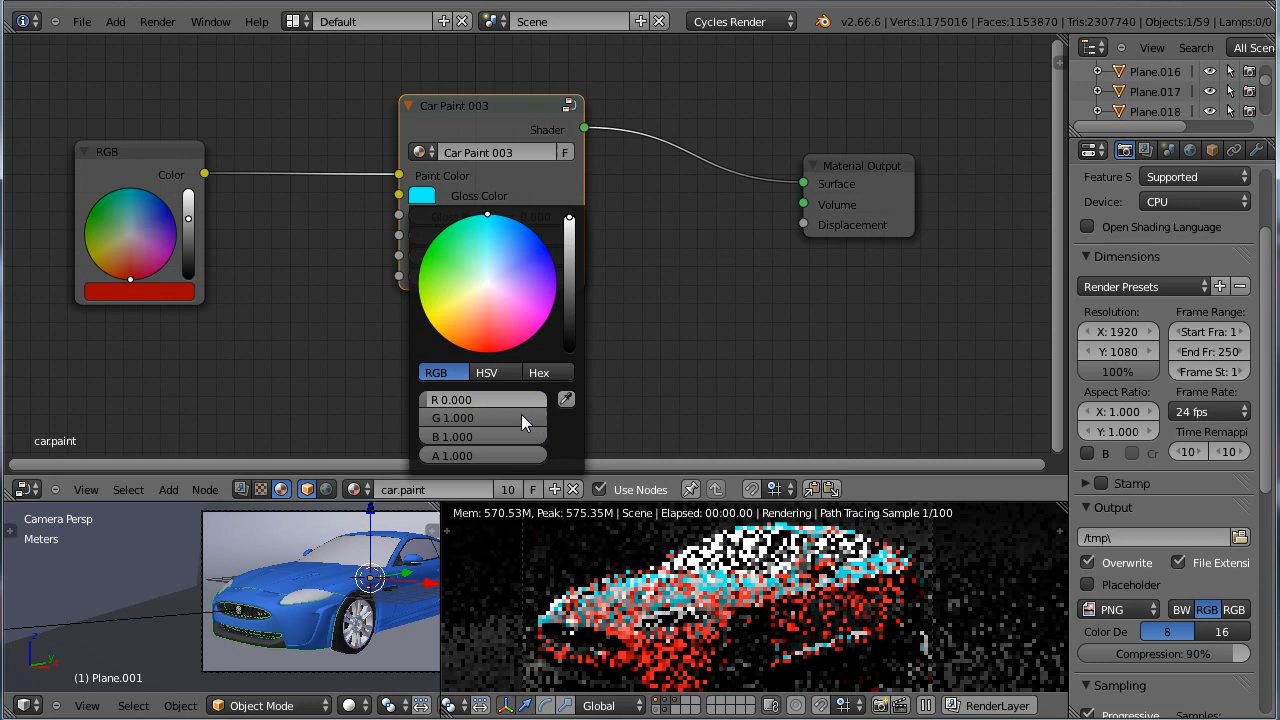 File Add Render Window Help Default Scene Cycles Render v2.66.6 | Verts:1175016 | Faces:1153870 | Tris:2307740 | Objects:1/59 | Lamps:0/0
View Search All Scen
Plane.016
Plane.017
Plane.018
RGB
Color
Car Paint 003
Shader
Car Paint 003 F
Paint Color
Gloss Color
RGB HSV Hex
R 0.000
G 1.000
B 1.000
A 1.000
Material Output
Surface
Volume
Displacement
car.paint
Feature S Supported
Device: CPU
Open Shading Language
Dimensions
Render Presets
Resolution: Frame Range:
X: 1920 Start Fra: 1
Y: 1080 End Fr: 250
100% Frame St: 1
Aspect Ratio: Frame Rate:
X: 1.000 24 fps
Y: 1.000 Time Remappi
B Cr 10 10
Stamp
Output
/tmp\
Overwrite File Extensi
Placeholder
PNG BW RGB RGB
Color De 8 16
Compression: 90%
Sampling
View Select Add Node car.paint 10 F Use Nodes
Camera Persp
Meters
(1) Plane.001
Mem: 570.53M, Peak: 575.35M | Scene | Elapsed: 00:00.00 | Rendering | Path Tracing Sample 1/100
View Select Object Object Mode Global RenderLayer